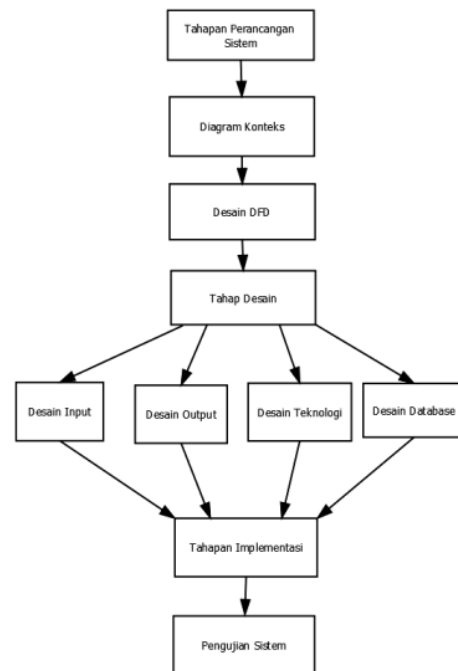 Tahapan Perancangan
Sistem
Diagram Konteks
Desain DFD
Tahap Desain
Desain Input
Desain Output
Desain Teknologi
Desain Database
Tahapan Implementasi
Pengujian Sistem